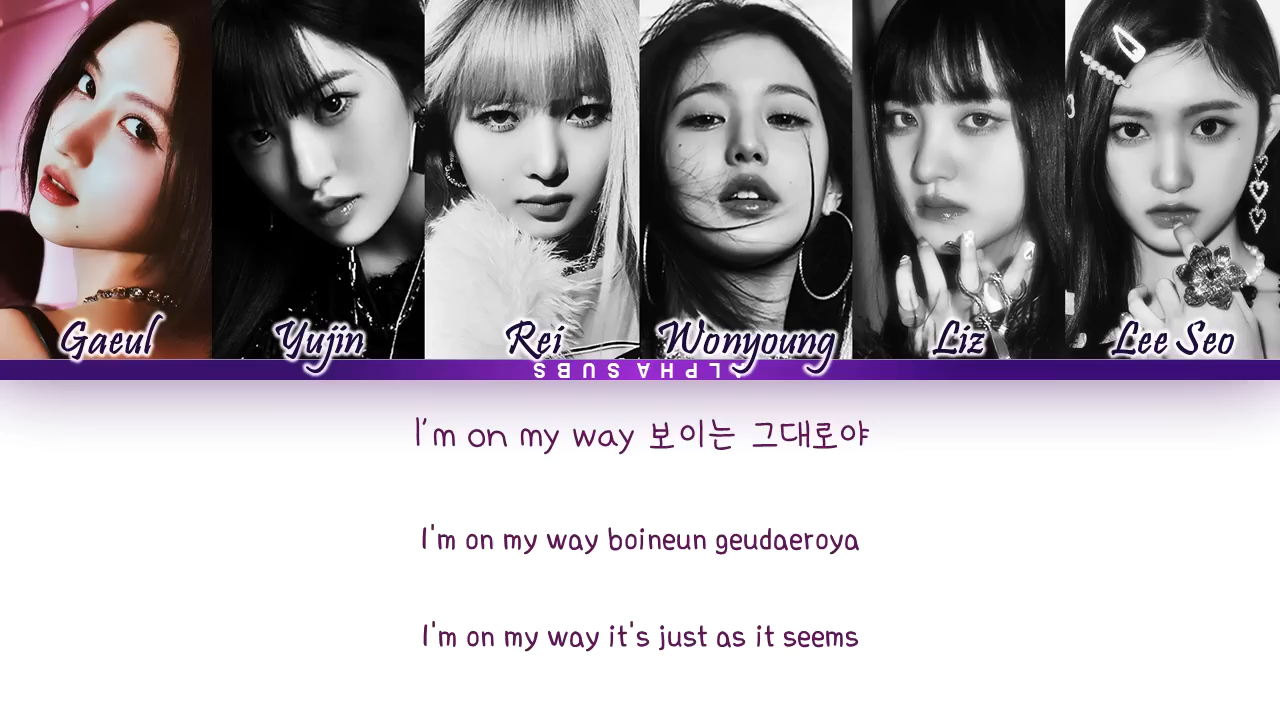 Gaeul Yujin Rei Wonyoung Liz Lee Seo
ALPHASUBS
I'm on my way 보이는 그대로야
I'm on my way boineun geudaeroya
I'm on my way it's just as it seems